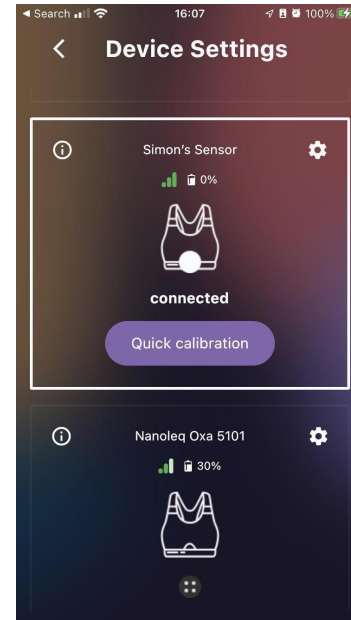 ◀ Search 16:07 100%
Device Settings
Simon's Sensor
0%
connected
Quick calibration
Nanoleq Oxa 5101
30%